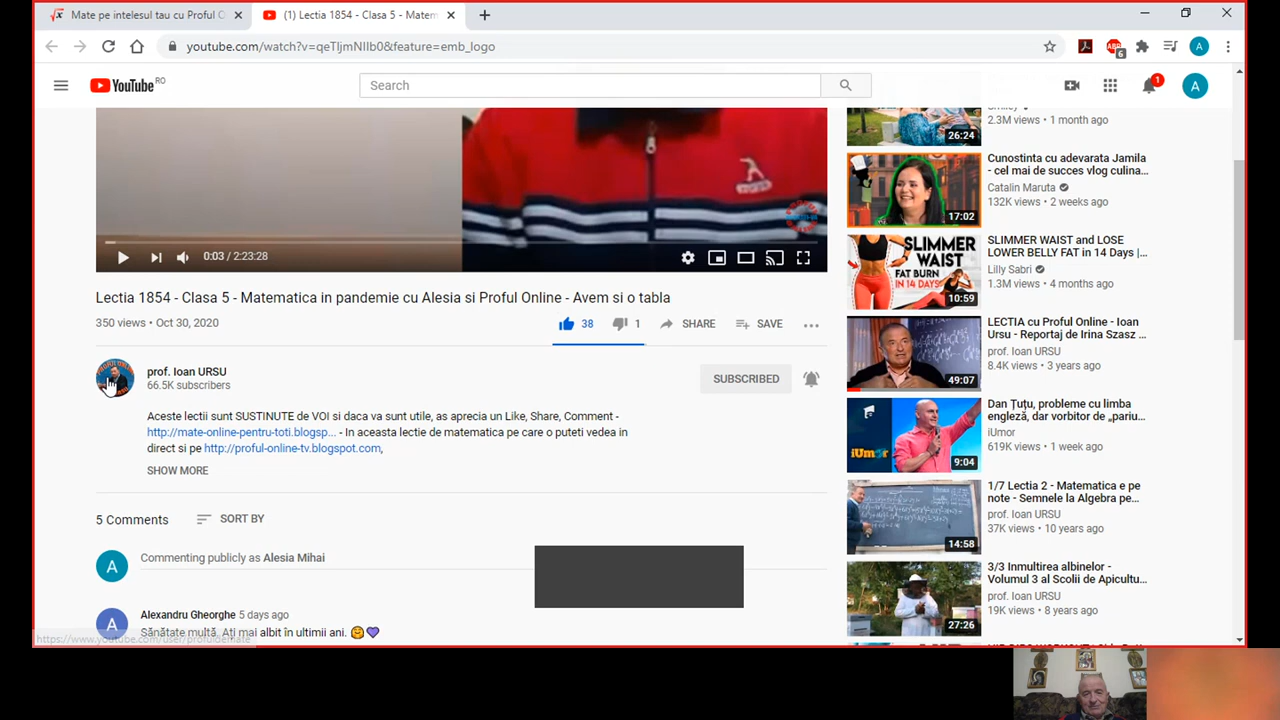 Mate pe intelesul tau cu Proful O
(1) Lectia 1854 - Clasa 5 - Matem
youtube.com/watch?v=qeTIjmNIIb0&feature=emb_logo
ABP
6
A
YouTube RO
Search
1
A
26:24
2.3M views • 1 month ago
Cunostinta cu adevarata Jamila
- cel mai de succes vlog culina...
Catalin Maruta
132K views • 2 weeks ago
17:02
SLIMMER
WAIST
FAT BURN
IN 14 DAYS
10:59
SLIMMER WAIST and LOSE
LOWER BELLY FAT in 14 Days |...
Lilly Sabri
1.3M views • 4 months ago
0:03 / 2:23:28
Lectia 1854 - Clasa 5 - Matematica in pandemie cu Alesia si Proful Online - Avem si o tabla
350 views • Oct 30, 2020
38
1
SHARE
SAVE
prof. Ioan URSU
66.5K subscribers
SUBSCRIBED
Aceste lectii sunt SUSTINUTE de VOI si daca va sunt utile, as aprecia un Like, Share, Comment -
http://mate-online-pentru-toti.blogsp... - In aceasta lectie de matematica pe care o puteti vedea in
direct si pe http://proful-online-tv.blogspot.com,
SHOW MORE
5 Comments
SORT BY
A
Commenting publicly as Alesia Mihai
A
Alexandru Gheorghe 5 days ago
Sănătate multă. Ați mai albit în ultimii ani.
https://www.youtube.com/user/profuldemate
LECTIA cu Proful Online - Ioan
Ursu - Reportaj de Irina Szasz ...
prof. Ioan URSU
8.4K views • 3 years ago
49:07
Dan Țuțu, probleme cu limba
engleză, dar vorbitor de „pariu...
iUmor
619K views • 1 week ago
iUmor
9:04
1/7 Lectia 2 - Matematica e pe
note - Semnele la Algebra pe...
prof. Ioan URSU
37K views • 10 years ago
14:58
3/3 Inmultirea albinelor -
Volumul 3 al Scolii de Apicultu...
prof. Ioan URSU
19K views • 8 years ago
27:26